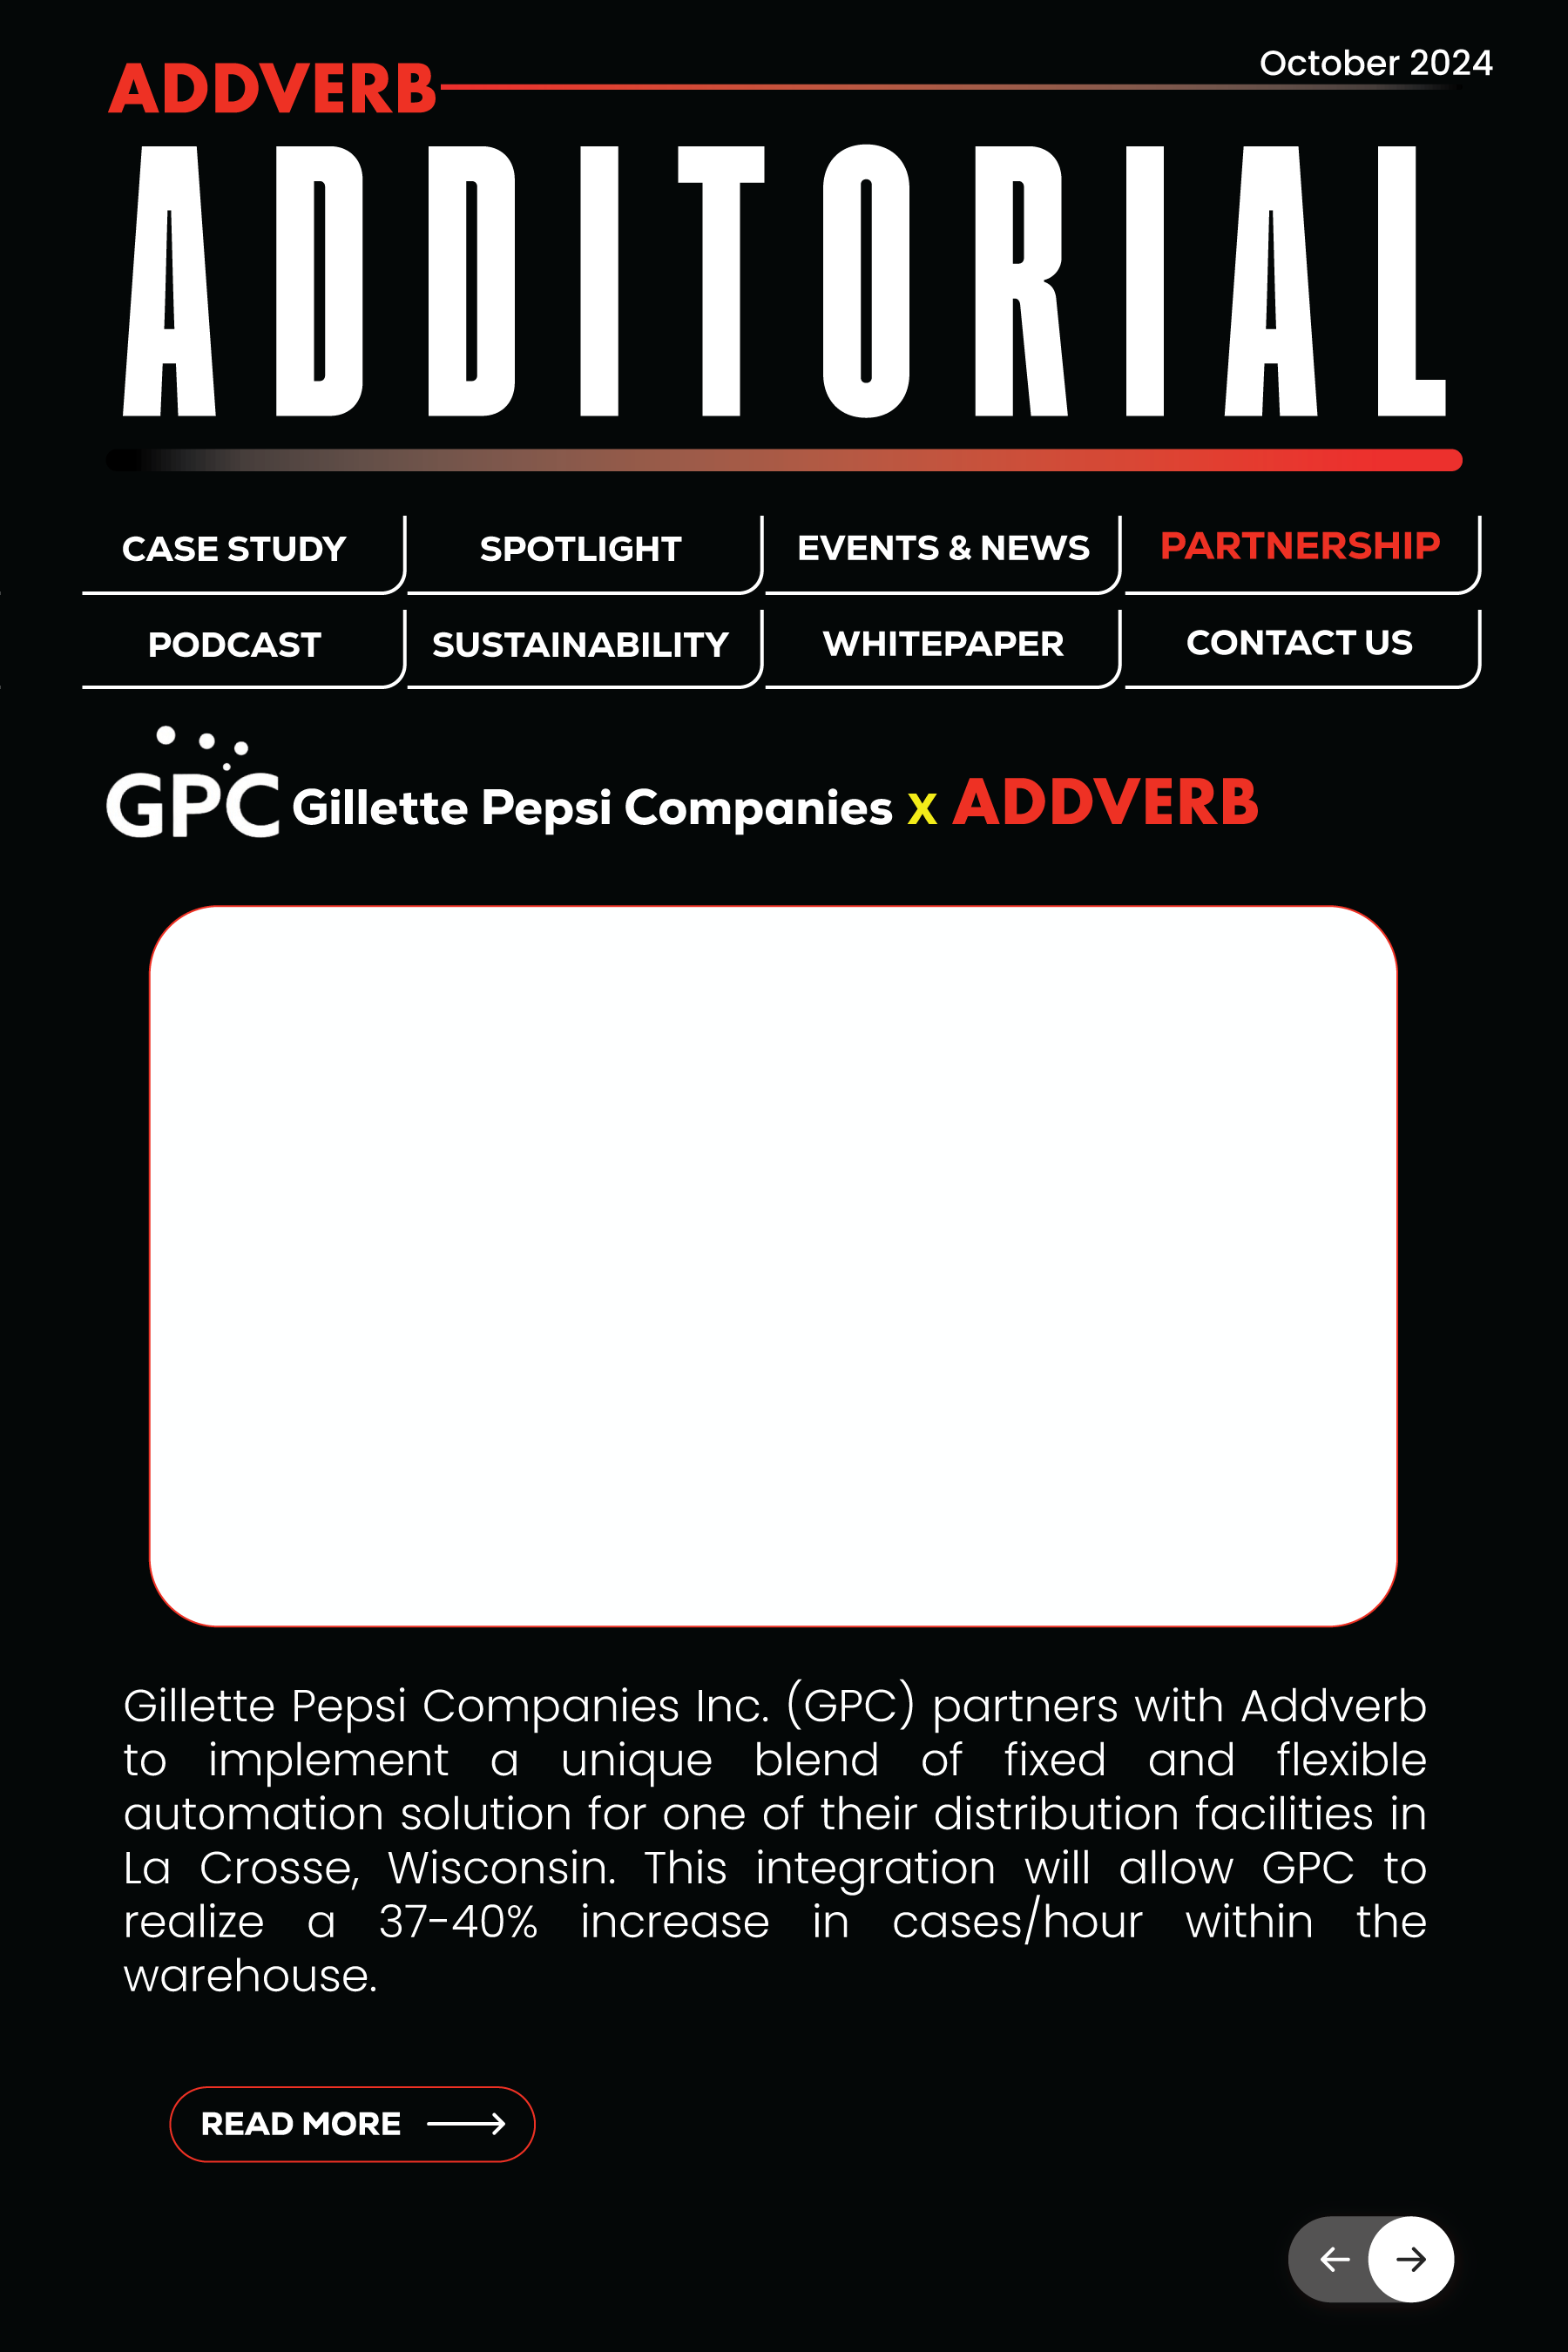 October 2024
ADDVERB
ADDITORIAL
CASE STUDY SPOTLIGHT EVENTS & NEWS PARTNERSHIP
PODCAST SUSTAINABILITY WHITEPAPER CONTACT US
GPC Gillette Pepsi Companies x ADDVERB
Gillette Pepsi Companies Inc. (GPC) partners with Addverb
to implement a unique blend of fixed and flexible
automation solution for one of their distribution facilities in
La Crosse, Wisconsin. This integration will allow GPC to
realize a 37-40% increase in cases/hour within the
warehouse.
READ MORE